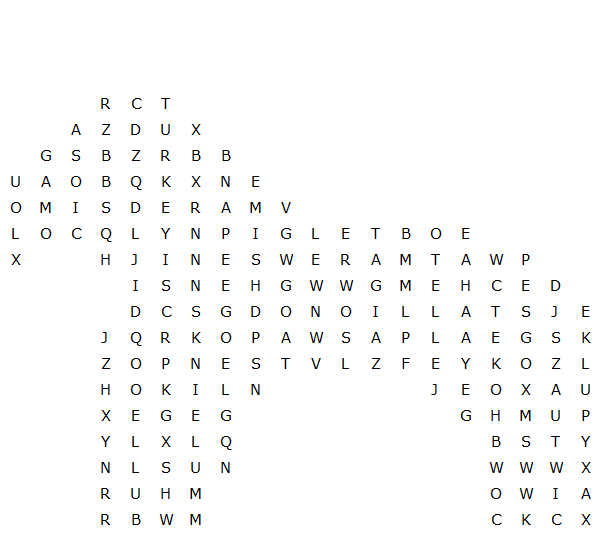 R C T
A Z D U X
G S B Z R B B
U A O B Q K X N E
O M I S D E R A M V
L O C Q L Y N P I G L E T B O E
X H J I N E S W E R A M T A W P
I S N E H G W W G M E H C E D
D C S G D O N O I L L A T S J E
J Q R K O P A W S A P L A E G S K
Z O P N E S T V L Z F E Y K O Z L
H O K I L N J E O X A U
X E G E G G H M U P
Y L X L Q B S T Y
N L S U N W W W X
R U H M O W I A
R B W M C K C X